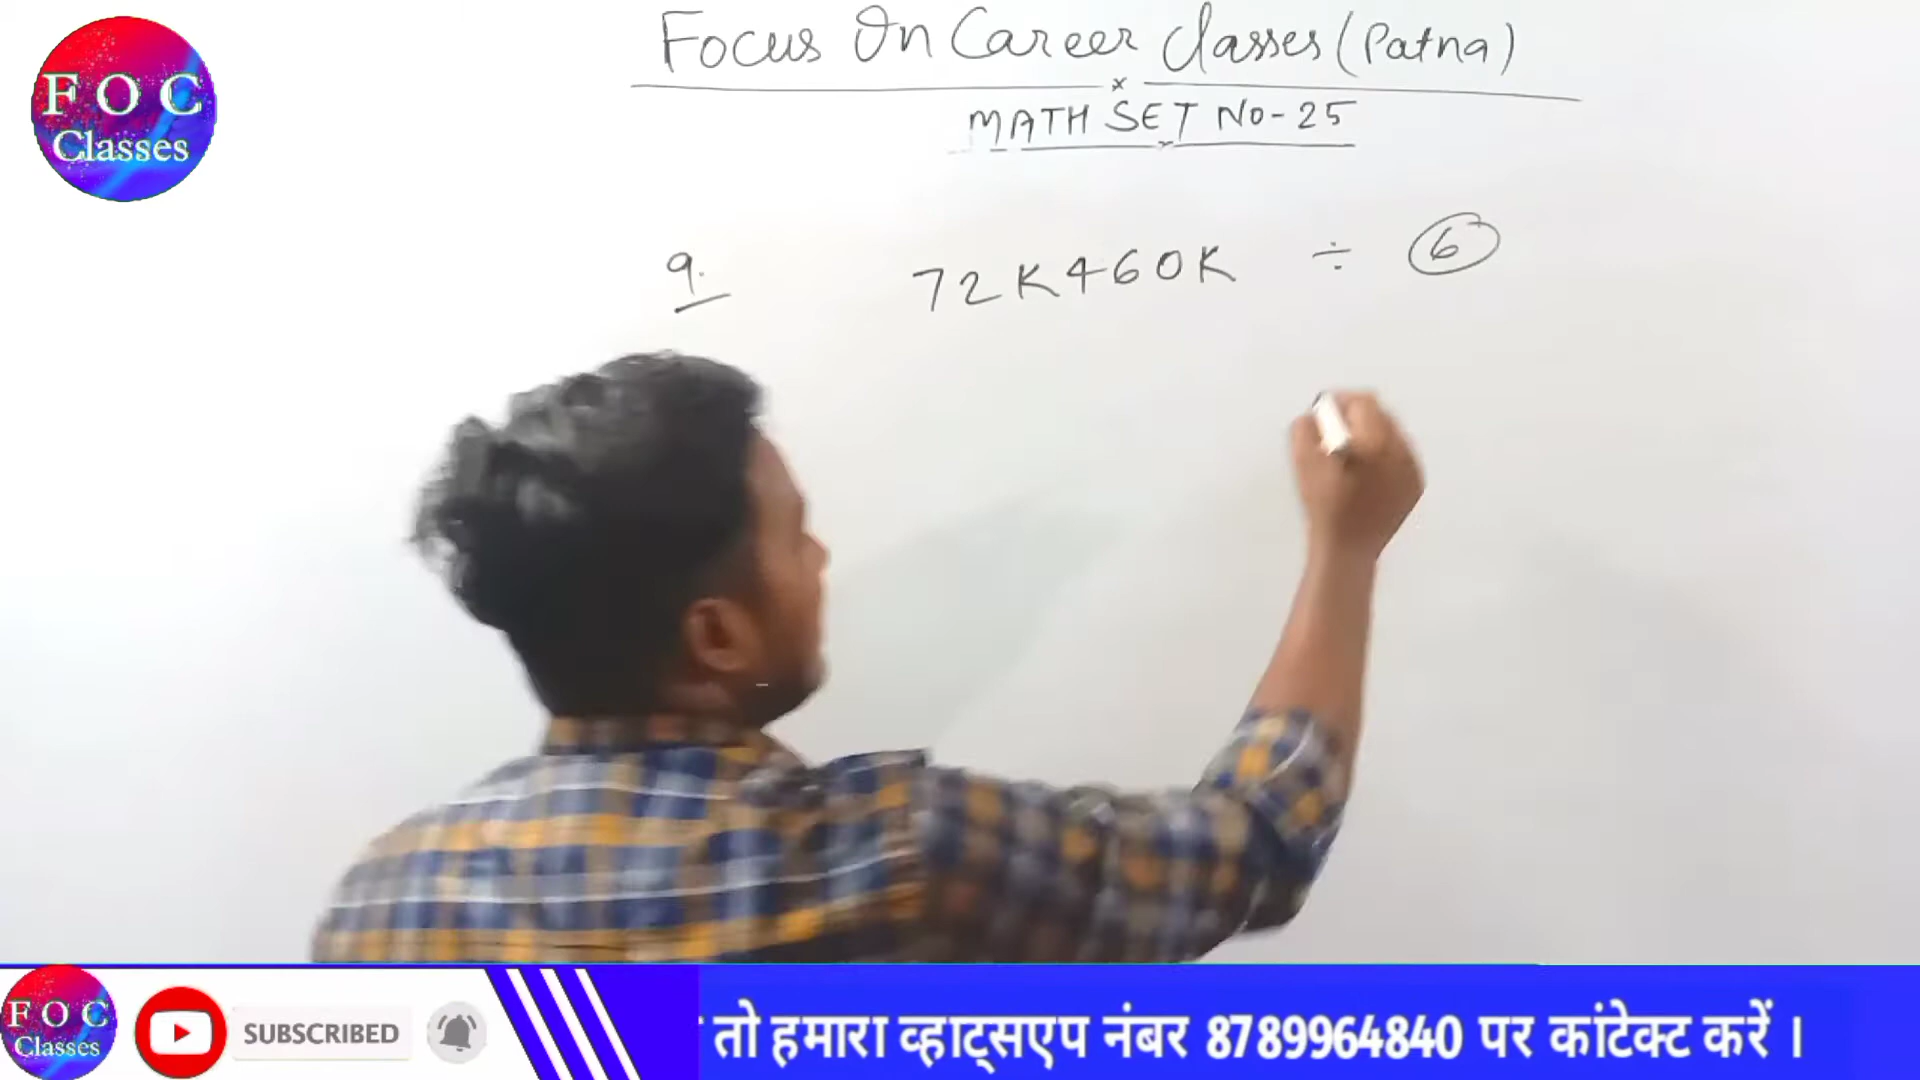 F O C
Classes
Focus On Career Classes (Patna)
MATH SET No-25
9. 72K460K ÷ 6
F O C
Classes
SUBSCRIBED
तो हमारा व्हाट्सएप नंबर 8789964840 पर कांटेक्ट करें ।